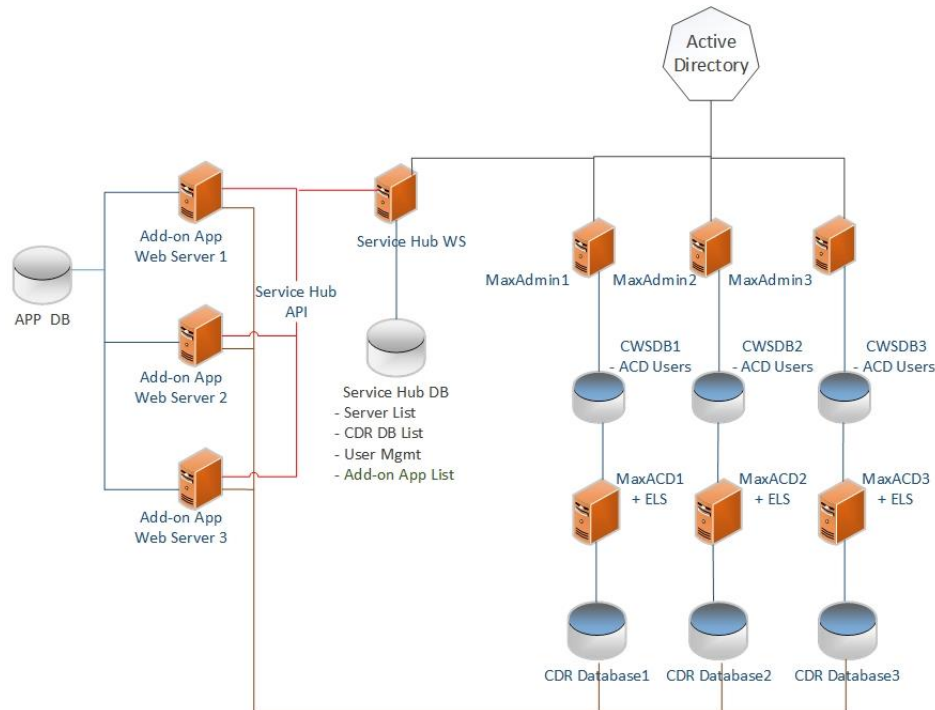 Active
Directory
Add-on App
Web Server 1
Service Hub WS
MaxAdmin1
MaxAdmin2
MaxAdmin3
Service Hub
API
APP DB
Add-on App
Web Server 2
CWSDB1
- ACD Users
CWSDB2
- ACD Users
CWSDB3
- ACD Users
Service Hub DB
- Server List
- CDR DB List
- User Mgmt
- Add-on App List
MaxACD1
+ ELS
MaxACD2
+ ELS
MaxACD3
+ ELS
Add-on App
Web Server 3
CDR Database1
CDR Database2
CDR Database3